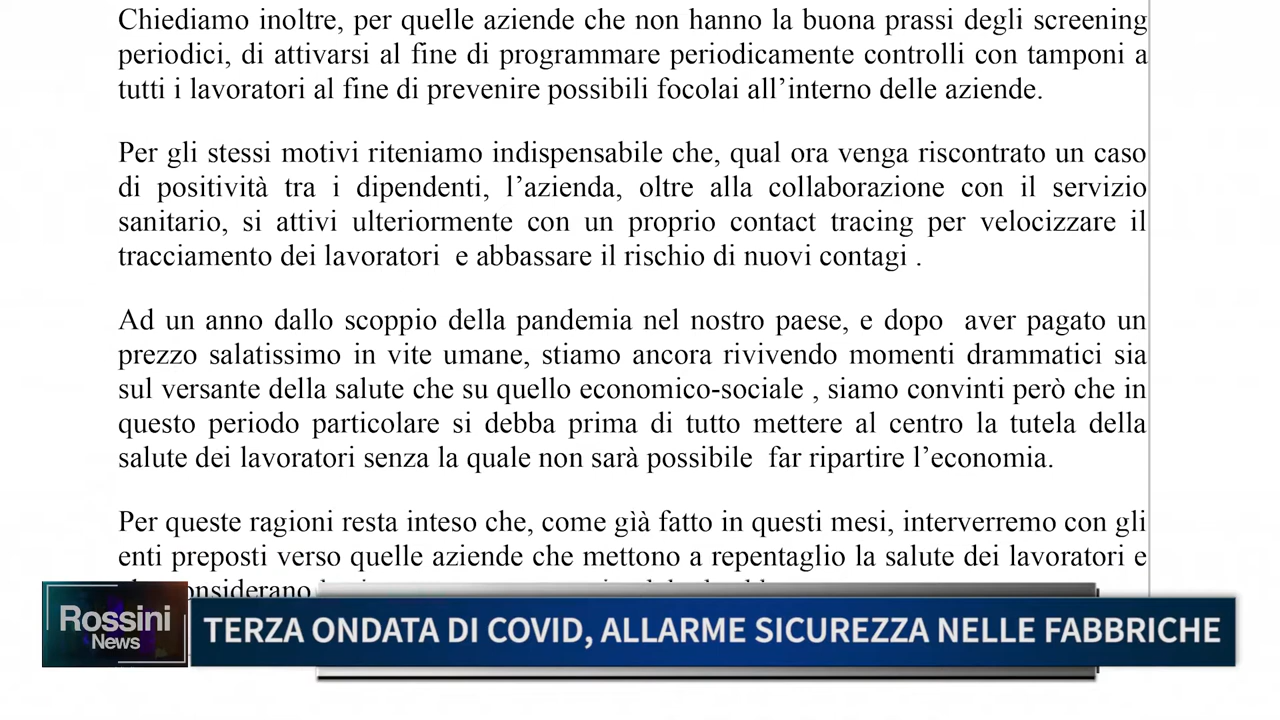 Chiediamo inoltre, per quelle aziende che non hanno la buona prassi degli screening
periodici, di attivarsi al fine di programmare periodicamente controlli con tamponi a
tutti i lavoratori al fine di prevenire possibili focolai all’interno delle aziende.
Per gli stessi motivi riteniamo indispensabile che, qual ora venga riscontrato un caso
di positività tra i dipendenti, l’azienda, oltre alla collaborazione con il servizio
sanitario, si attivi ulteriormente con un proprio contact tracing per velocizzare il
tracciamento dei lavoratori e abbassare il rischio di nuovi contagi .
Ad un anno dallo scoppio della pandemia nel nostro paese, e dopo aver pagato un
prezzo salatissimo in vite umane, stiamo ancora rivivendo momenti drammatici sia
sul versante della salute che su quello economico-sociale , siamo convinti però che in
questo periodo particolare si debba prima di tutto mettere al centro la tutela della
salute dei lavoratori senza la quale non sarà possibile far ripartire l’economia.
Per queste ragioni resta inteso che, come gìà fatto in questi mesi, interverremo con gli
enti preposti verso quelle aziende che mettono a repentaglio la salute dei lavoratori e
considerano
Rossini
News
TERZA ONDATA DI COVID, ALLARME SICUREZZA NELLE FABBRICHE